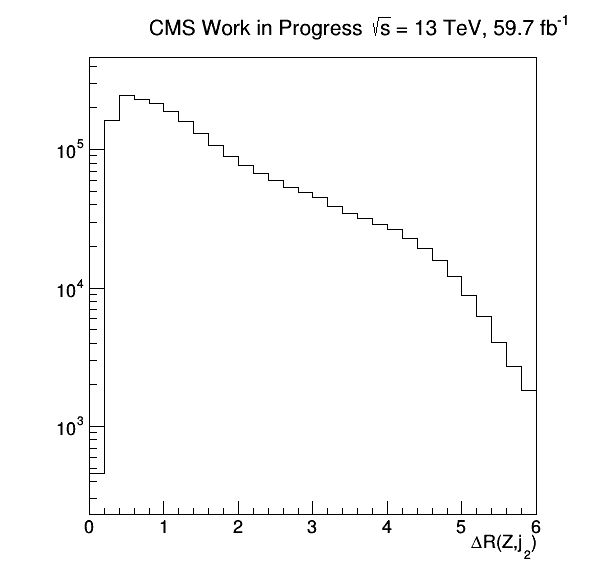 CMS Work in Progress √s = 13 TeV, 59.7 fb⁻¹
10⁵
10⁴
10³
0 1 2 3 4 5 6
ΔR(Z,j₂)